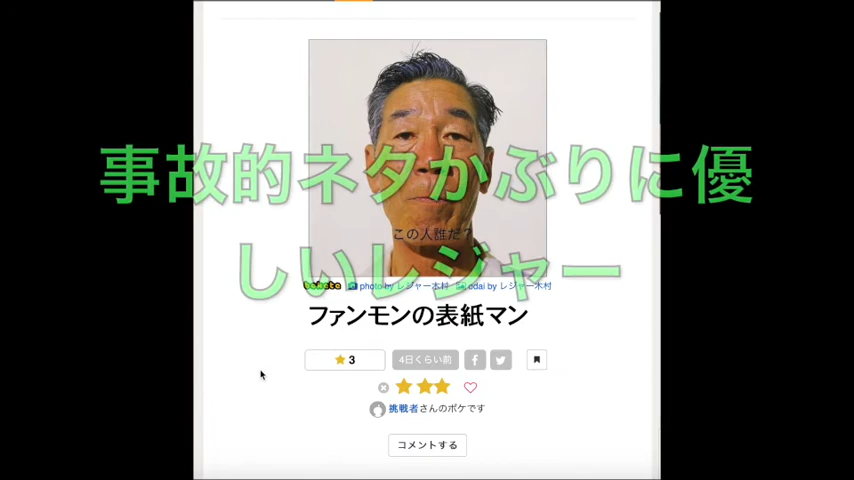 事故的ネタかぶりに優
しいレジャー
この人誰だ？
bokete photo by レジャー木村 odai by レジャー木村
ファンモンの表紙マン
3 4日くらい前
挑戦者さんのボケです
コメントする